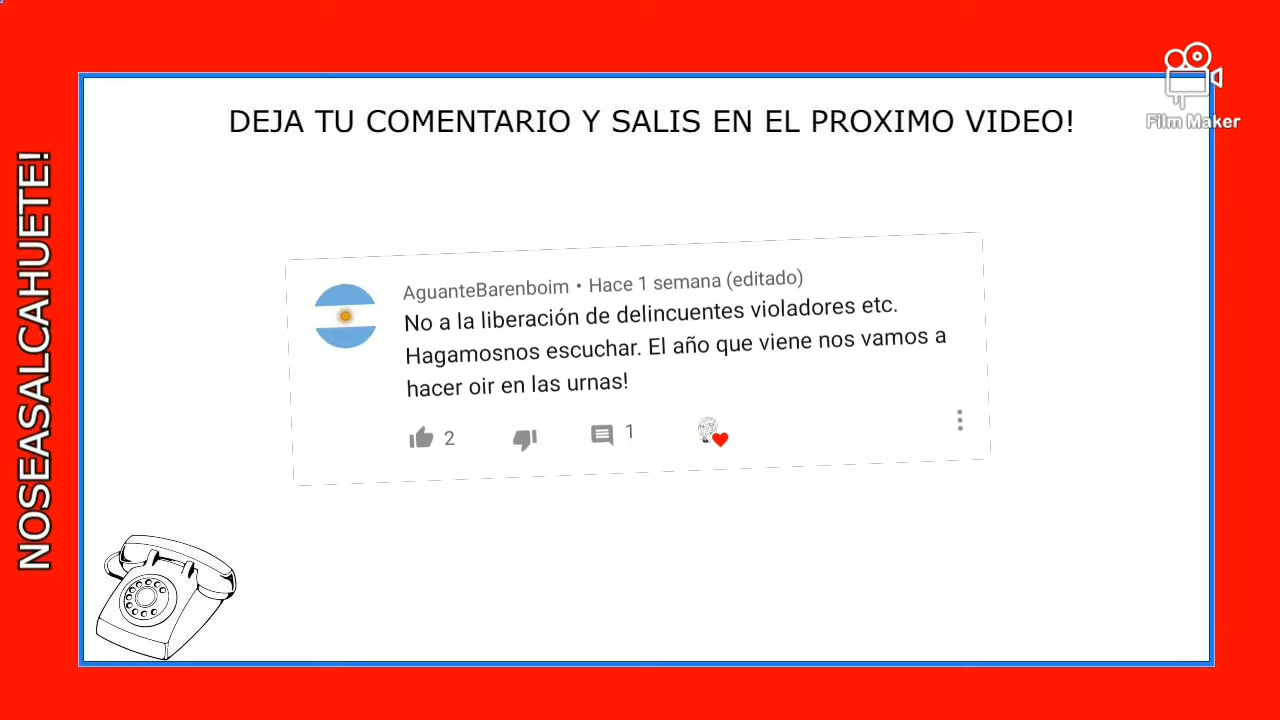 DEJA TU COMENTARIO Y SALIS EN EL PROXIMO VIDEO!
Film Maker
NOSEASALCAHUETE!
AguanteBarenboim • Hace 1 semana (editado)
No a la liberación de delincuentes violadores etc.
Hagamosnos escuchar. El año que viene nos vamos a
hacer oir en las urnas!
2
1